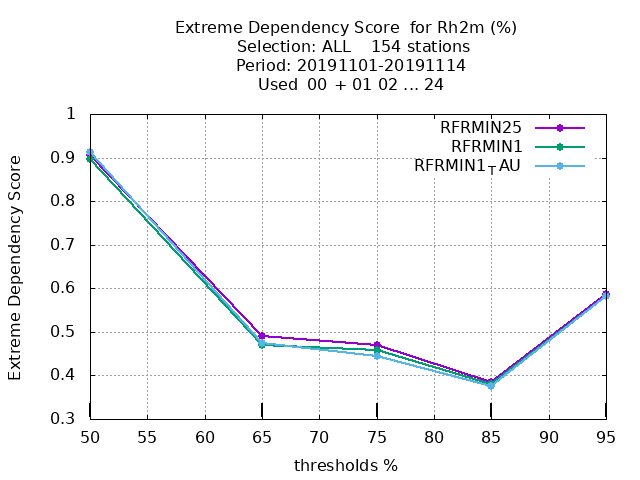 Extreme Dependency Score  for Rh2m (%)
Selection: ALL    154 stations
Period: 20191101-20191114
Used  00 + 01 02 ... 24
RFRMIN25
RFRMIN1
RFRMIN1TAU
Extreme Dependency Score
1
0.9
0.8
0.7
0.6
0.5
0.4
0.3
50 55 60 65 70 75 80 85 90 95
thresholds %